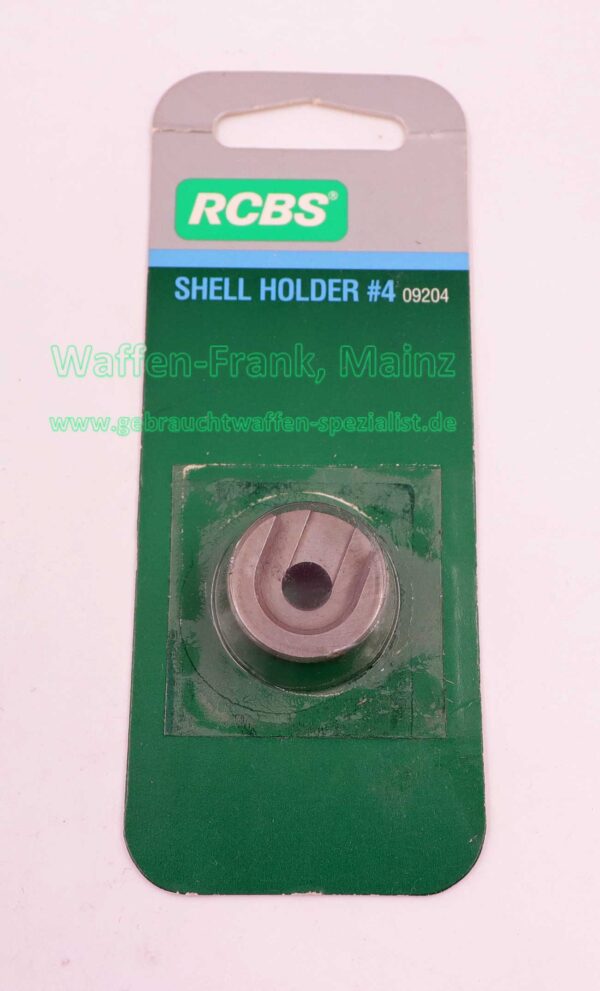 RCBS®
SHELL HOLDER #4 09204
Waffen-Frank, Mainz
www.gebrauchtwaffen-spezialist.de